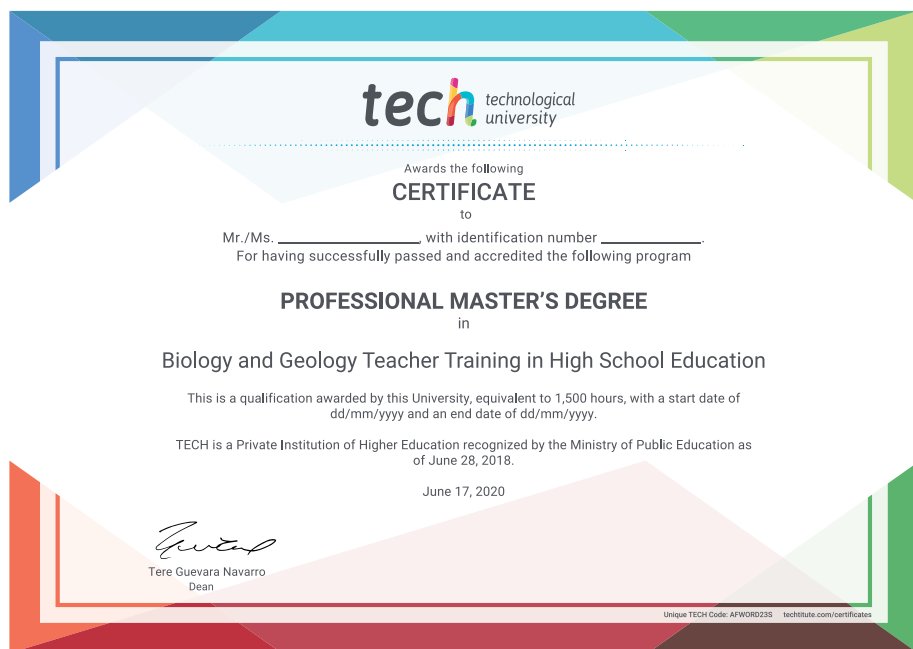 tech technological
university
Awards the following
CERTIFICATE
to
Mr./Ms. ____________, with identification number ____________.
For having successfully passed and accredited the following program
PROFESSIONAL MASTER'S DEGREE
in
Biology and Geology Teacher Training in High School Education
This is a qualification awarded by this University, equivalent to 1,500 hours, with a start date of
dd/mm/yyyy and an end date of dd/mm/yyyy.
TECH is a Private Institution of Higher Education recognized by the Ministry of Public Education as
of June 28, 2018.
June 17, 2020
Tere Guevara Navarro
Dean
Unique TECH Code: AFWORD23S techtitute.com/certificates